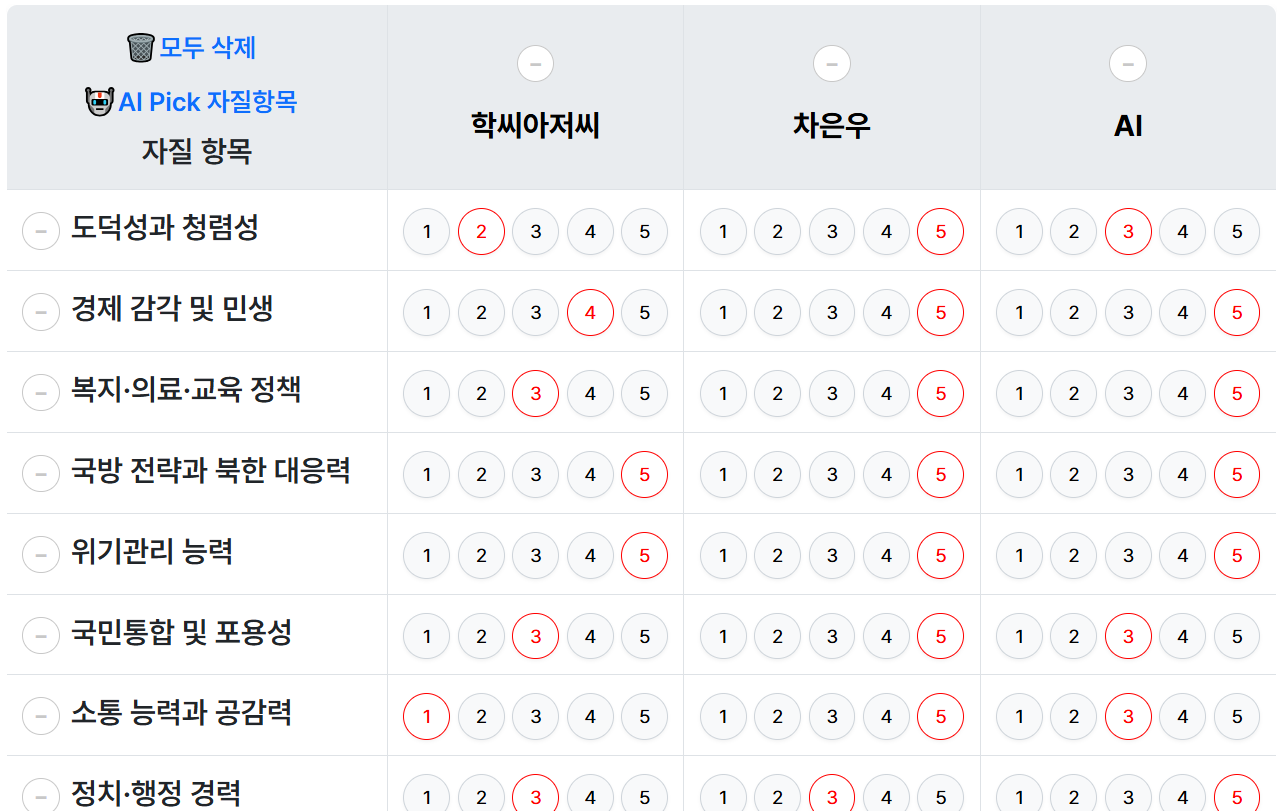 모두 삭제
AI Pick 자질항목
자질 항목
학씨아저씨 차은우 AI
도덕성과 청렴성 1 2 3 4 5 1 2 3 4 5 1 2 3 4 5
경제 감각 및 민생 1 2 3 4 5 1 2 3 4 5 1 2 3 4 5
복지·의료·교육 정책 1 2 3 4 5 1 2 3 4 5 1 2 3 4 5
국방 전략과 북한 대응력 1 2 3 4 5 1 2 3 4 5 1 2 3 4 5
위기관리 능력 1 2 3 4 5 1 2 3 4 5 1 2 3 4 5
국민통합 및 포용성 1 2 3 4 5 1 2 3 4 5 1 2 3 4 5
소통 능력과 공감력 1 2 3 4 5 1 2 3 4 5 1 2 3 4 5
정치·행정 경력 1 2 3 4 5 1 2 3 4 5 1 2 3 4 5